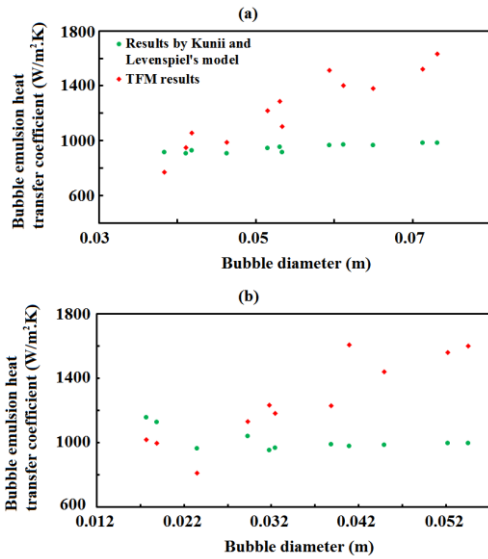 (a)
Bubble emulsion heat
transfer coefficient (W/m².K)
1800
1400
1000
600
Results by Kunii and
Levenspiel's model
TFM results
0.03
0.05
0.07
Bubble diameter (m)
(b)
Bubble emulsion heat
transfer coefficient (W/m².K)
1800
1400
1000
600
0.012
0.022
0.032
0.042
0.052
Bubble diameter (m)